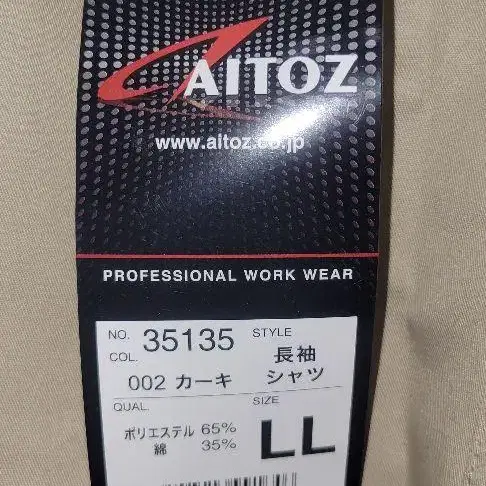 AITOZ
www.aitoz.co.jp
PROFESSIONAL WORK WEAR
NO. 35135 STYLE
COL. 長袖
002 カーキ シャツ
QUAL. SIZE
ポリエステル 65% LL
綿 35%